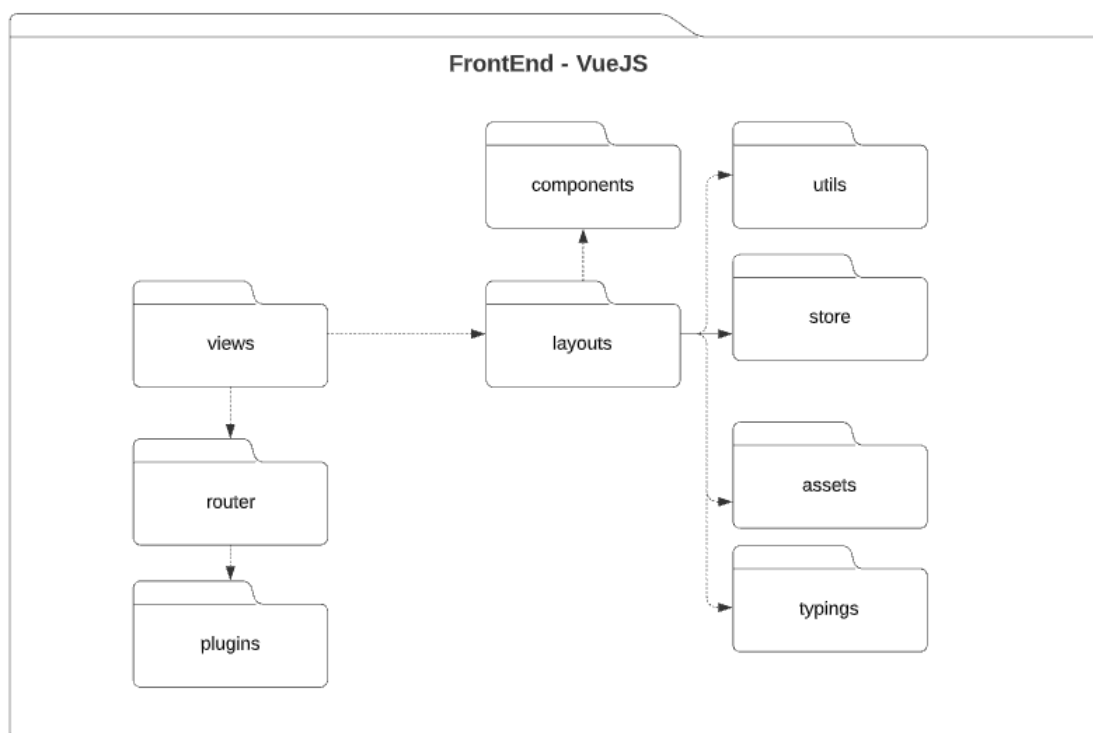 FrontEnd - VueJS
components
utils
store
views
layouts
assets
router
typings
plugins